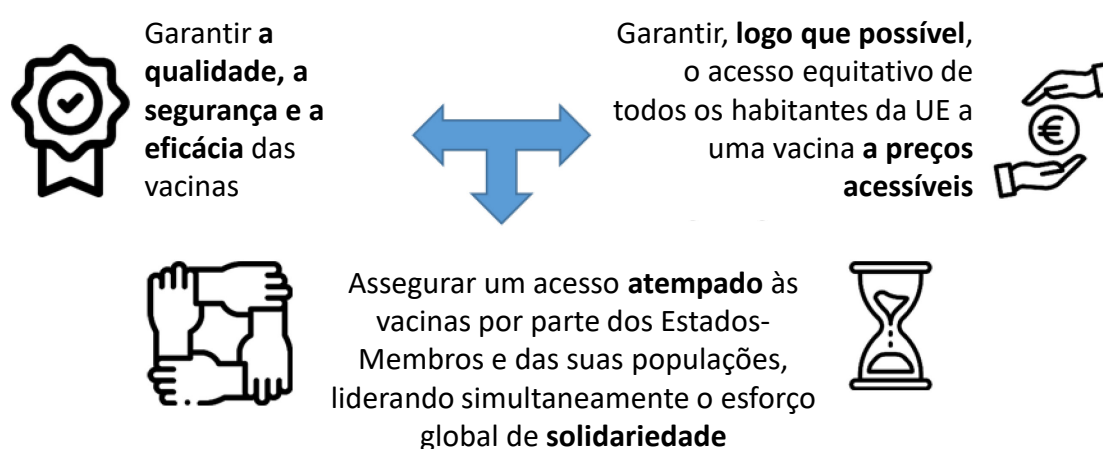 Garantir a
qualidade, a
segurança e a
eficácia das
vacinas
Garantir, logo que possível,
o acesso equitativo de
todos os habitantes da UE a
uma vacina a preços
acessíveis
€
Assegurar um acesso atempado às
vacinas por parte dos Estados-
Membros e das suas populações,
liderando simultaneamente o esforço
global de solidariedade